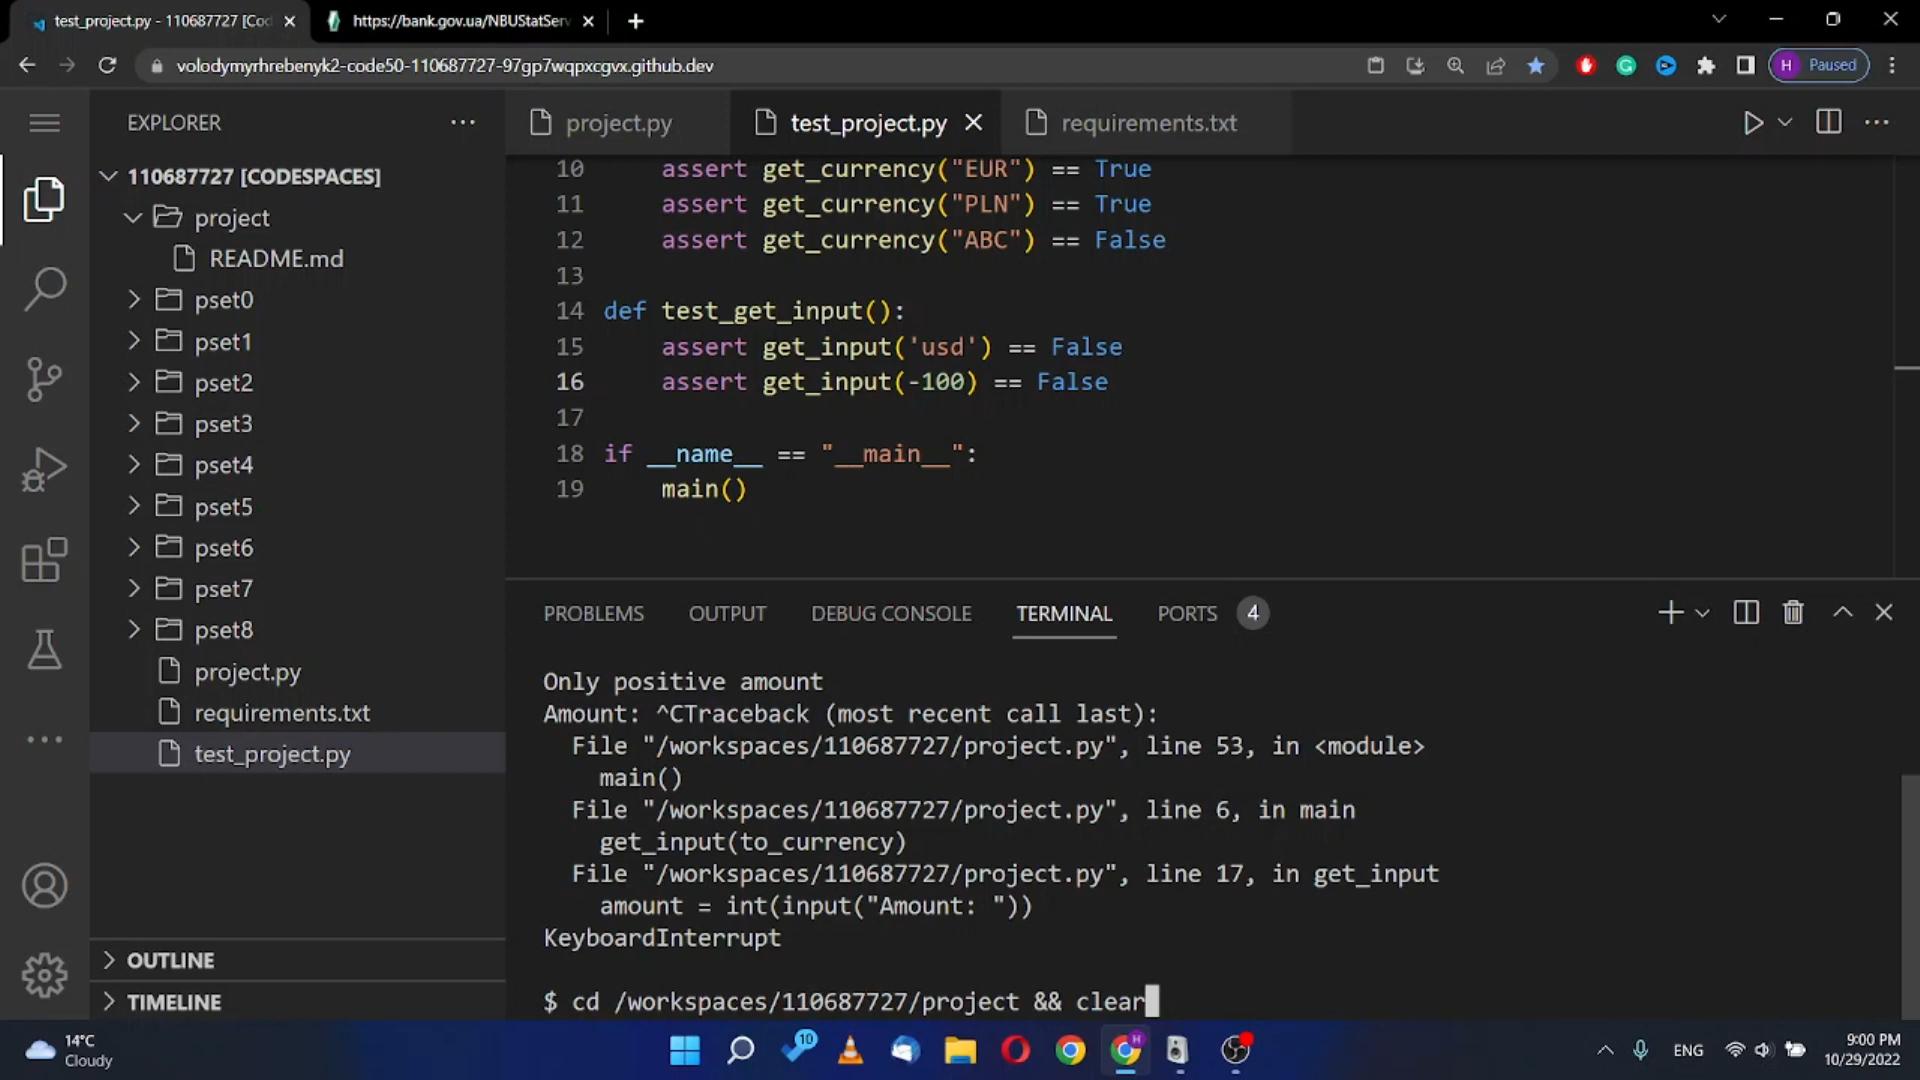 test_project.py - 110687727 [Cod
https://bank.gov.ua/NBUStatServ
volodymyrhrebenyk2-code50-110687727-97gp7wqpxcgvx.github.dev
H Paused
EXPLORER
110687727 [CODESPACES]
project
README.md
pset0
pset1
pset2
pset3
pset4
pset5
pset6
pset7
pset8
project.py
requirements.txt
test_project.py
OUTLINE
TIMELINE
project.py
test_project.py
requirements.txt
10 assert get_currency("EUR") == True
11 assert get_currency("PLN") == True
12 assert get_currency("ABC") == False
13
14 def test_get_input():
15 assert get_input('usd') == False
16 assert get_input(-100) == False
17
18 if __name__ == "__main__":
19 main()
PROBLEMS OUTPUT DEBUG CONSOLE TERMINAL PORTS 4
Only positive amount
Amount: ^CTraceback (most recent call last):
File "/workspaces/110687727/project.py", line 53, in <module>
main()
File "/workspaces/110687727/project.py", line 6, in main
get_input(to_currency)
File "/workspaces/110687727/project.py", line 17, in get_input
amount = int(input("Amount: "))
KeyboardInterrupt
$ cd /workspaces/110687727/project && clear
14°C
Cloudy
10
H
ENG
9:00 PM
10/29/2022